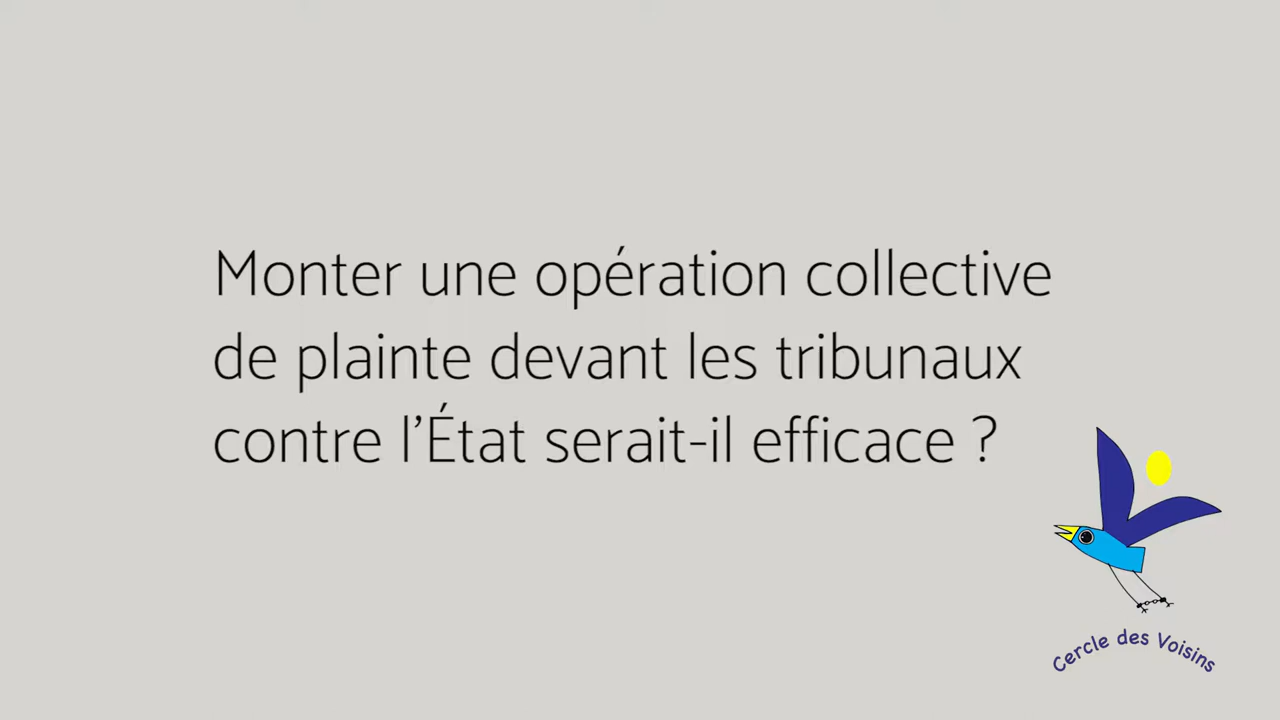 Monter une opération collective
de plainte devant les tribunaux
contre l’État serait-il efficace ?
Cercle des Voisins